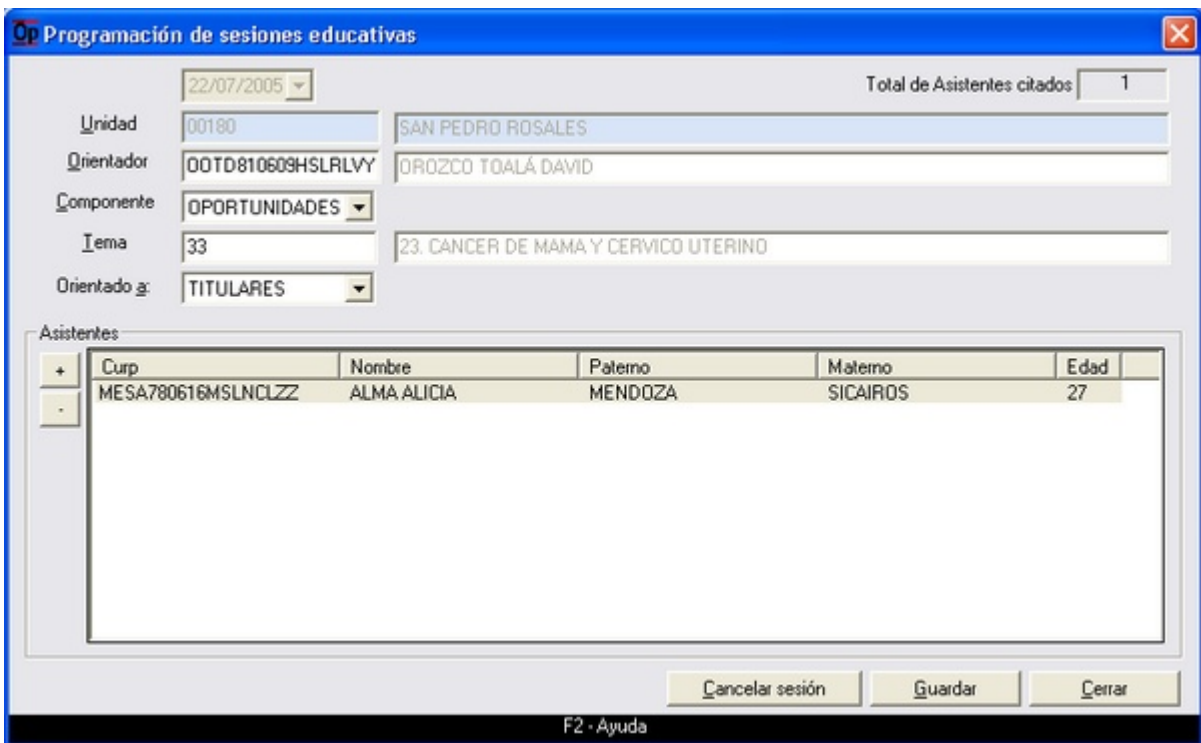 Op Programación de sesiones educativas
22/07/2005 Total de Asistentes citados 1
Unidad 00180 SAN PEDRO ROSALES
Orientador OOTD810609HSLRLVY OROZCO TOALÁ DAVID
Componente OPORTUNIDADES
Tema 33 23. CANCER DE MAMA Y CERVICO UTERINO
Orientado a: TITULARES
Asistentes
+ Curp Nombre Paterno Materno Edad
- MESA780616MSLNCLZZ ALMA ALICIA MENDOZA SICAIROS 27
Cancelar sesión Guardar Cerrar
F2 - Ayuda